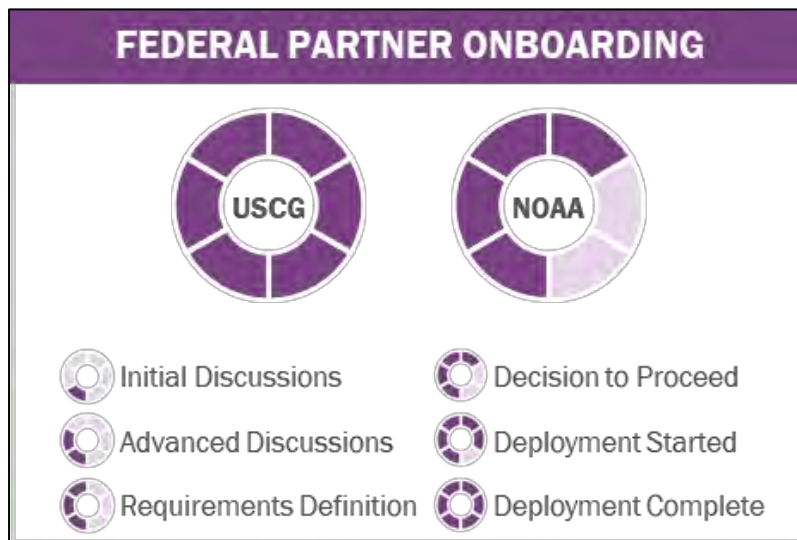 FEDERAL PARTNER ONBOARDING
USCG
NOAA
Initial Discussions
Advanced Discussions
Requirements Definition
Decision to Proceed
Deployment Started
Deployment Complete